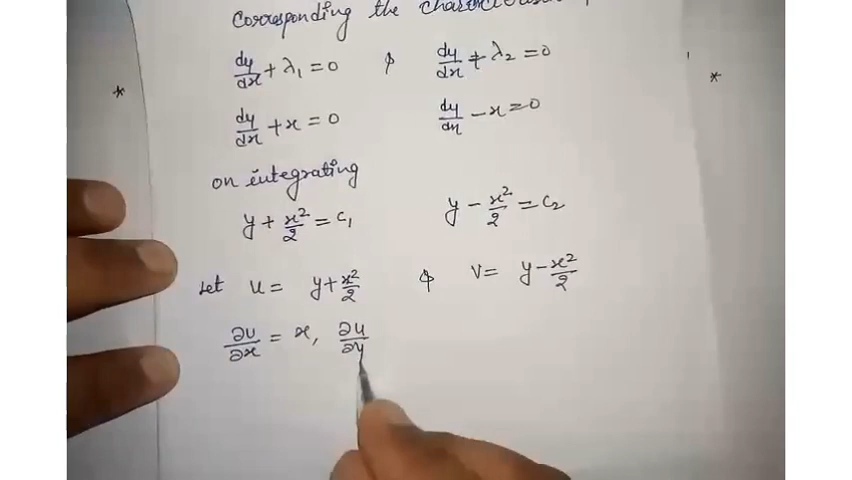 Corresponding the
dy/dx + λ₁ = 0 & dy/dx + λ₂ = 0
* dy/dx + x = 0 dy/dx - x = 0 *
on integrating
y + x²/2 = c₁ y - x²/2 = c₂
Let u = y + x²/2 & v = y - x²/2
∂u/∂x = x, ∂u/∂y